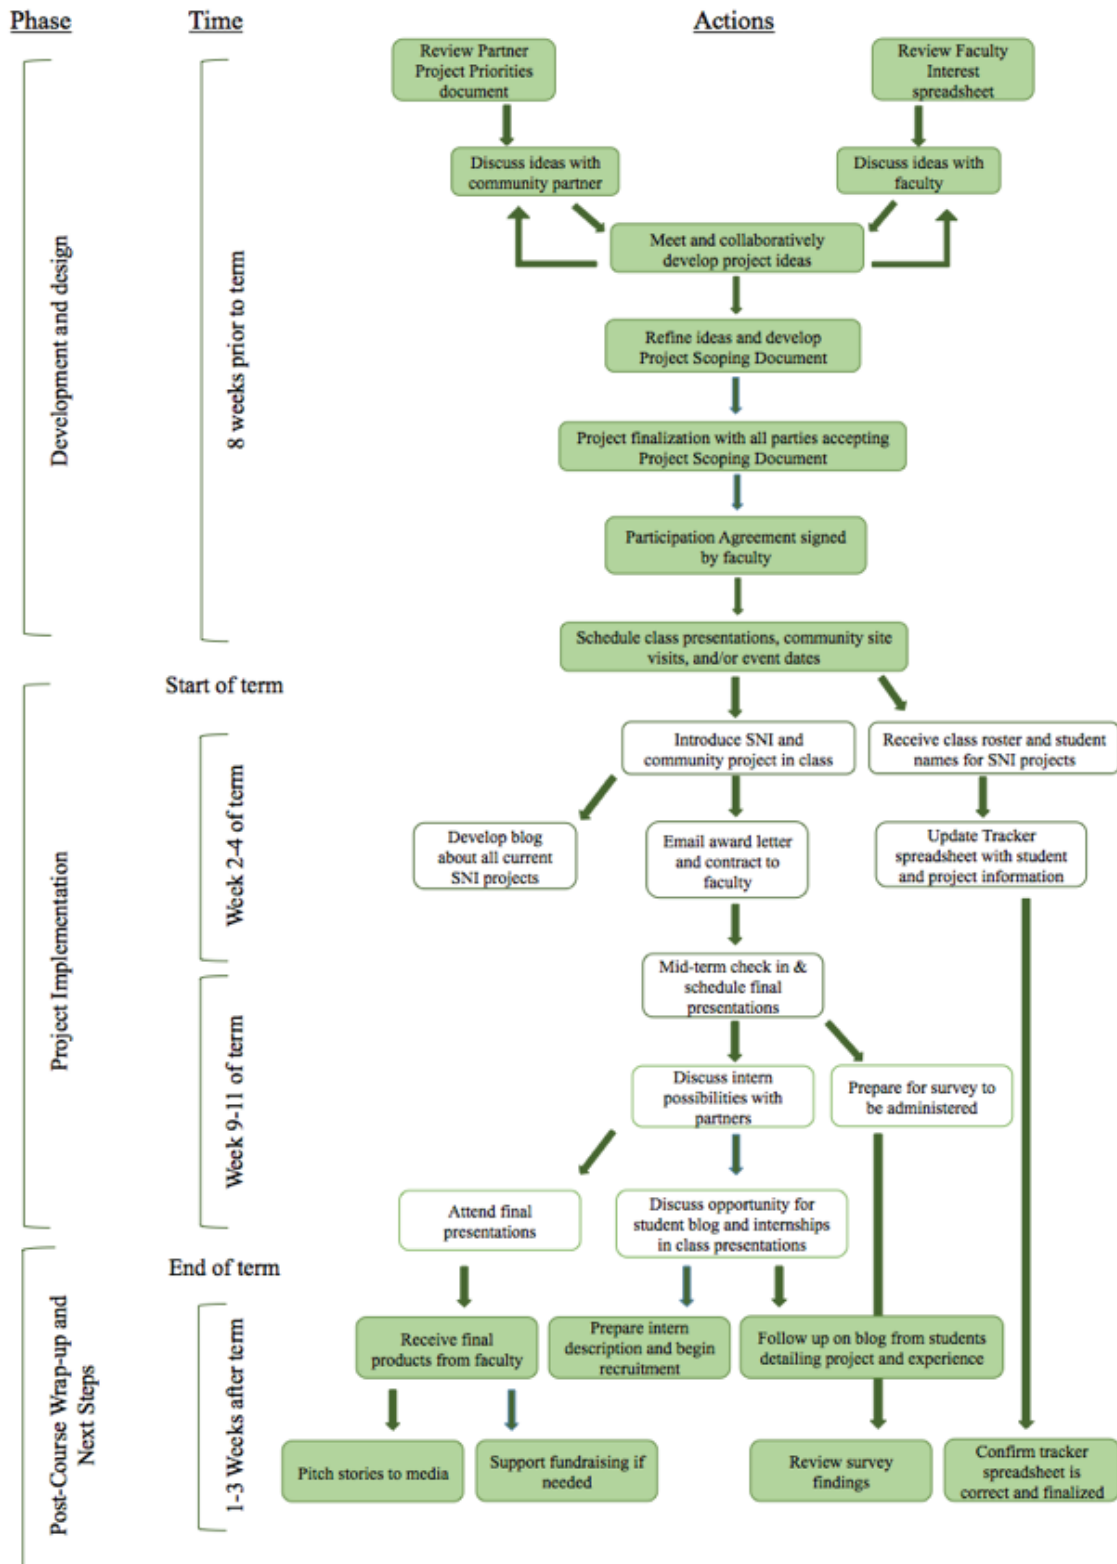 Phase
Time
Actions
Review Partner
Project Priorities
document
Review Faculty
Interest
spreadsheet
Discuss ideas with
community partner
Discuss ideas with
faculty
Meet and collaboratively
develop project ideas
Refine ideas and develop
Project Scoping Document
Project finalization with all parties accepting
Project Scoping Document
Participation Agreement signed
by faculty
Schedule class presentations, community site
visits, and/or event dates
Development and design
8 weeks prior to term
Start of term
Introduce SNI and
community project in class
Receive class roster and student
names for SNI projects
Develop blog
about all current
SNI projects
Email award letter
and contract to
faculty
Update Tracker
spreadsheet with student
and project information
Mid-term check in &
schedule final
presentations
Discuss intern
possibilities with
partners
Prepare for survey to
be administered
Attend final
presentations
Discuss opportunity for
student blog and internships
in class presentations
Project Implementation
Week 2-4 of term
Week 9-11 of term
End of term
Receive final
products from faculty
Prepare intern
description and begin
recruitment
Follow up on blog from students
detailing project and experience
Pitch stories to media
Support fundraising if
needed
Review survey
findings
Confirm tracker
spreadsheet is
correct and finalized
Post-Course Wrap-up and
Next Steps
1-3 Weeks after term